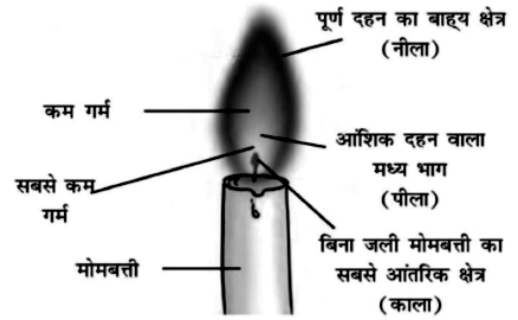 पूर्ण दहन का बाह्य क्षेत्र
(नीला)
कम गर्म
आंशिक दहन वाला
मध्य भाग
(पीला)
सबसे कम
गर्म
बिना जली मोमबत्ती का
सबसे आंतरिक क्षेत्र
(काला)
मोमबत्ती